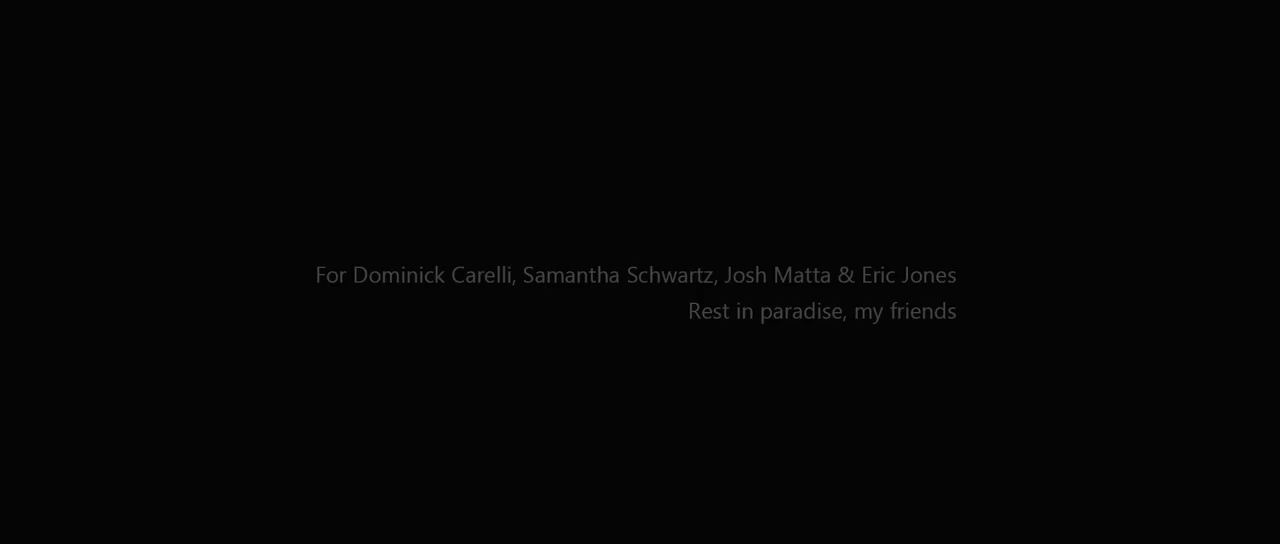 For Dominick Carelli, Samantha Schwartz, Josh Matta & Eric Jones
Rest in paradise, my friends